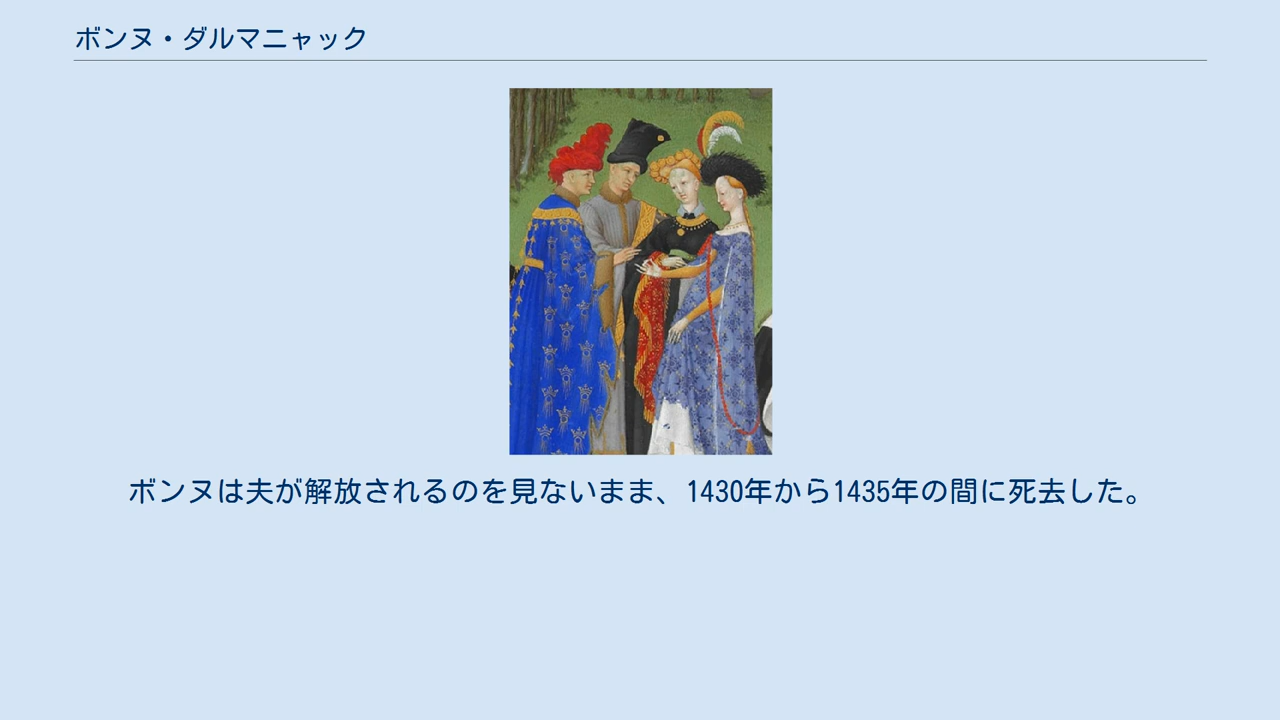 ボンヌ・ダルマニャック
ボンヌは夫が解放されるのを見ないまま、1430年から1435年の間に死去した。